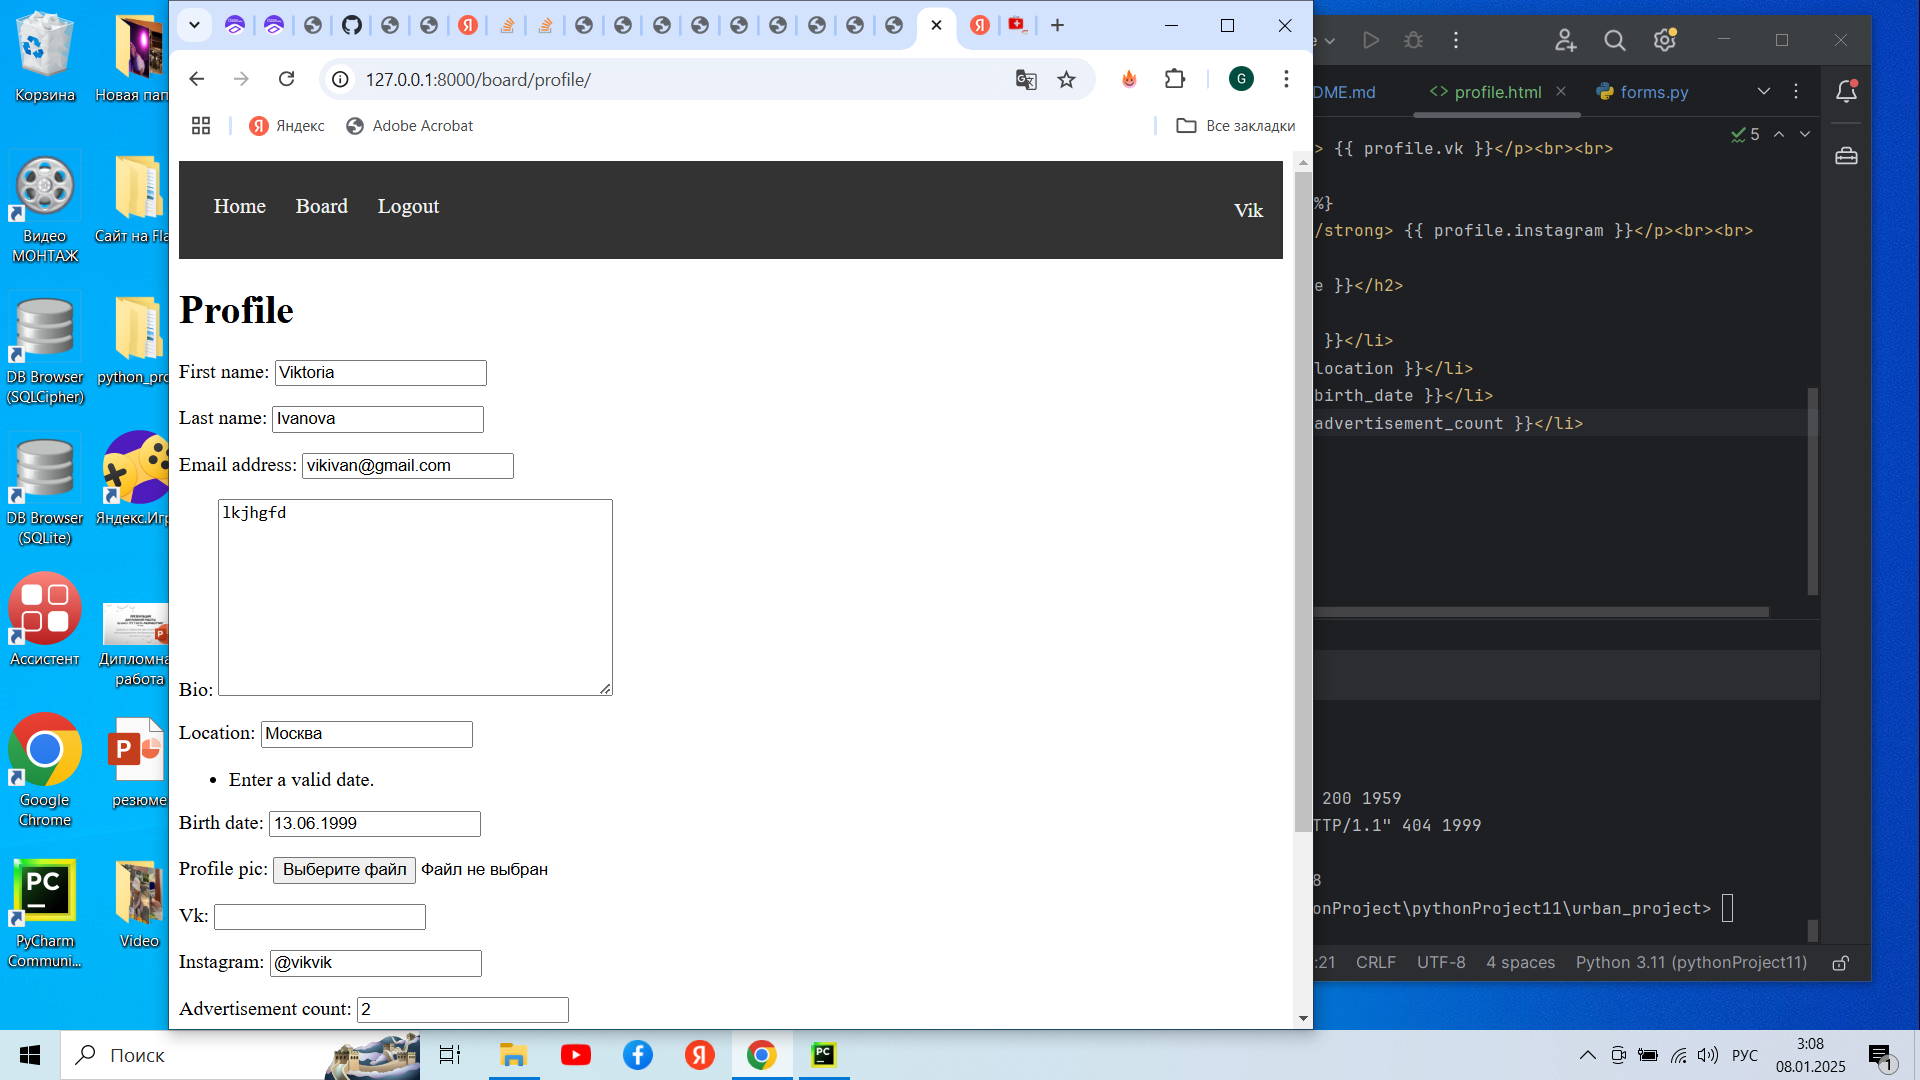 Корзина
Новая пап
Видео
МОНТАЖ
Сайт на Fla
DB Browser
(SQLCipher)
python_pro
DB Browser
(SQLite)
Яндекс.Игр
Ассистент
Дипломна
работа
Google
Chrome
резюме
PyCharm
Communi...
Video
127.0.0.1:8000/board/profile/
G
Яндекс
Adobe Acrobat
Все закладки
Home
Board
Logout
Vik
Profile
First name: Viktoria
Last name: Ivanova
Email address: vikivan@gmail.com
lkjhgfd
Bio:
Location: Москва
• Enter a valid date.
Birth date: 13.06.1999
Profile pic: Выберите файл Файл не выбран
Vk:
Instagram: @vikvik
Advertisement count: 2
DME.md
<> profile.html
forms.py
5
> {{ profile.vk }}</p><br><br>
%}
/strong> {{ profile.instagram }}</p><br><br>
e }}</h2>
}}</li>
location }}</li>
birth_date }}</li>
advertisement_count }}</li>
200 1959
TTP/1.1" 404 1999
8
onProject\pythonProject11\urban_project>
:21 CRLF UTF-8 4 spaces Python 3.11 (pythonProject11)
Поиск
РУС
3:08
08.01.2025
1